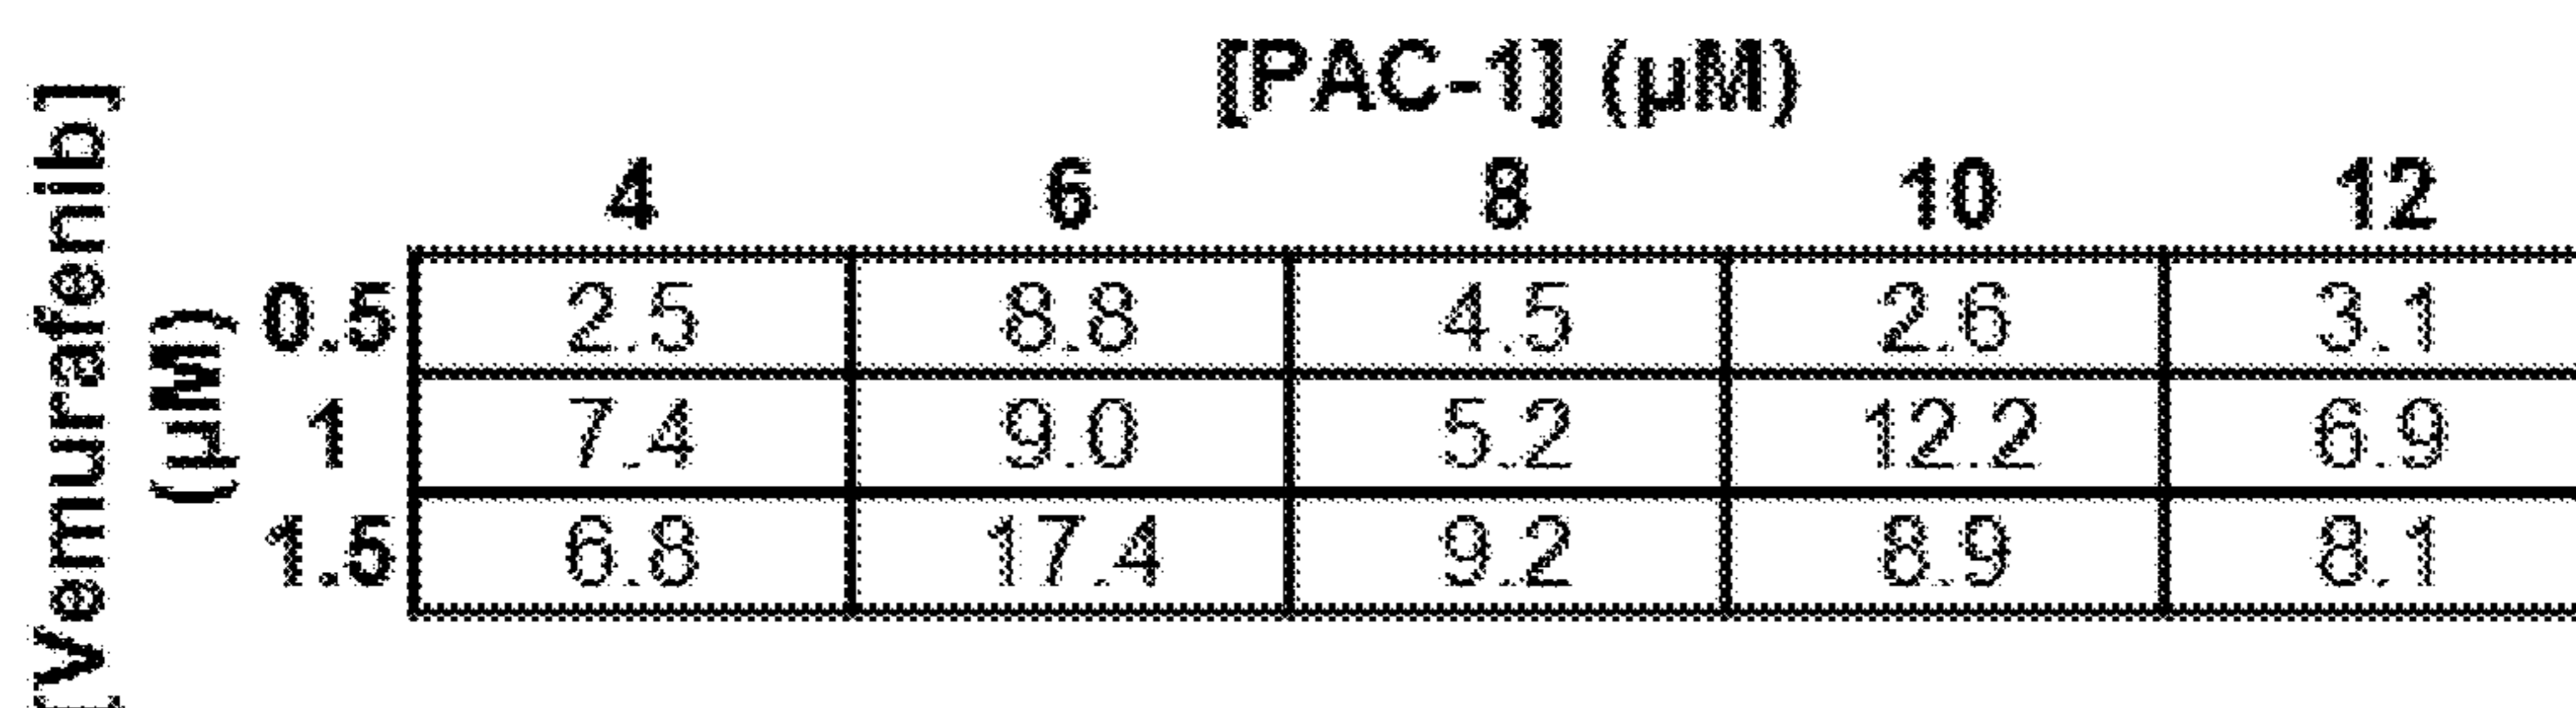 [PAC-1] (µM)
4 6 8 10 12
[Vemurafenib]
(µM)
0.5 2.5 8.8 4.5 2.6 3.1
1 7.4 9.0 5.2 12.2 6.9
1.5 6.8 17.4 9.2 8.9 8.1